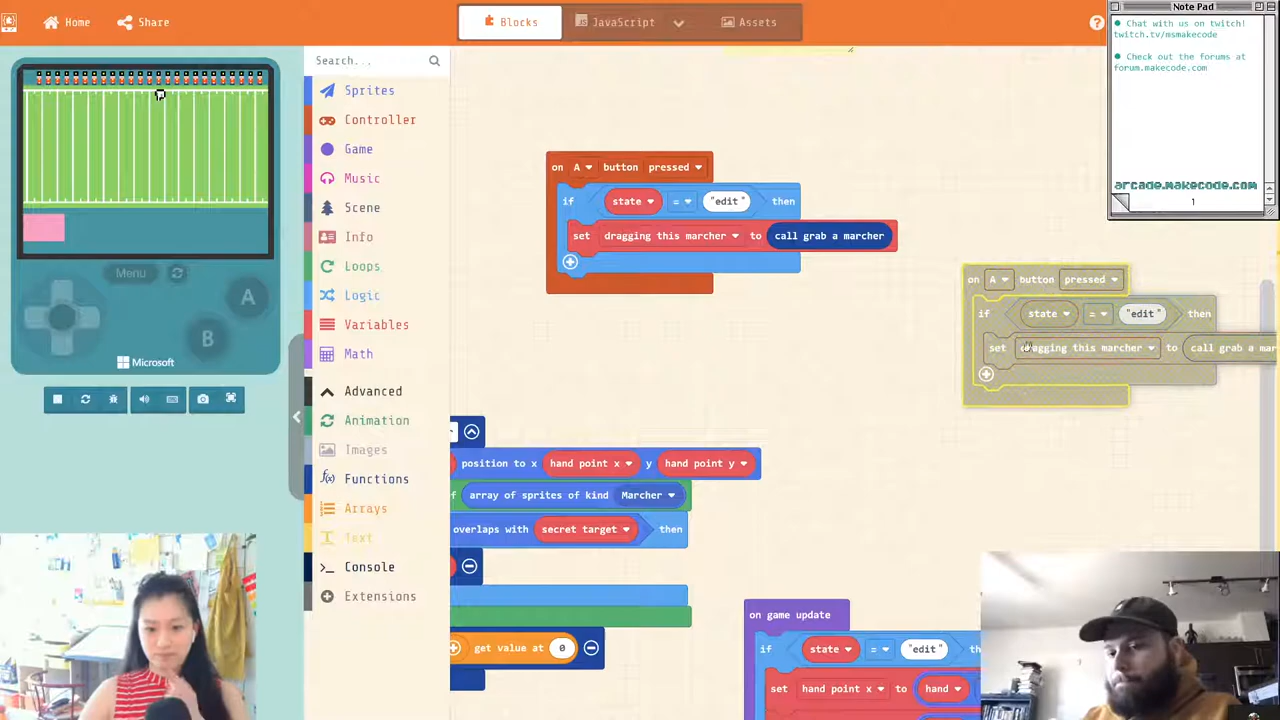 Home
Share
Blocks
JavaScript
Assets
?
Note Pad
Chat with us on twitch!
twitch.tv/msmakecode
Check out the forums at
forum.makecode.com
arcade.makecode.com
1
Menu
A
Microsoft
Search...
Sprites
Controller
Game
Music
Scene
Info
Loops
Logic
Variables
Math
Advanced
Animation
Images
Functions
Arrays
Text
Console
Extensions
on A button pressed
if state = "edit" then
set dragging this marcher to call grab a marcher
on A button pressed
if state = "edit" then
set dragging this marcher to call grab a mar
position to x hand point x y hand point y
f array of sprites of kind Marcher
overlaps with secret target then
get value at 0
on game update
if state = "edit" th
set hand point x to hand